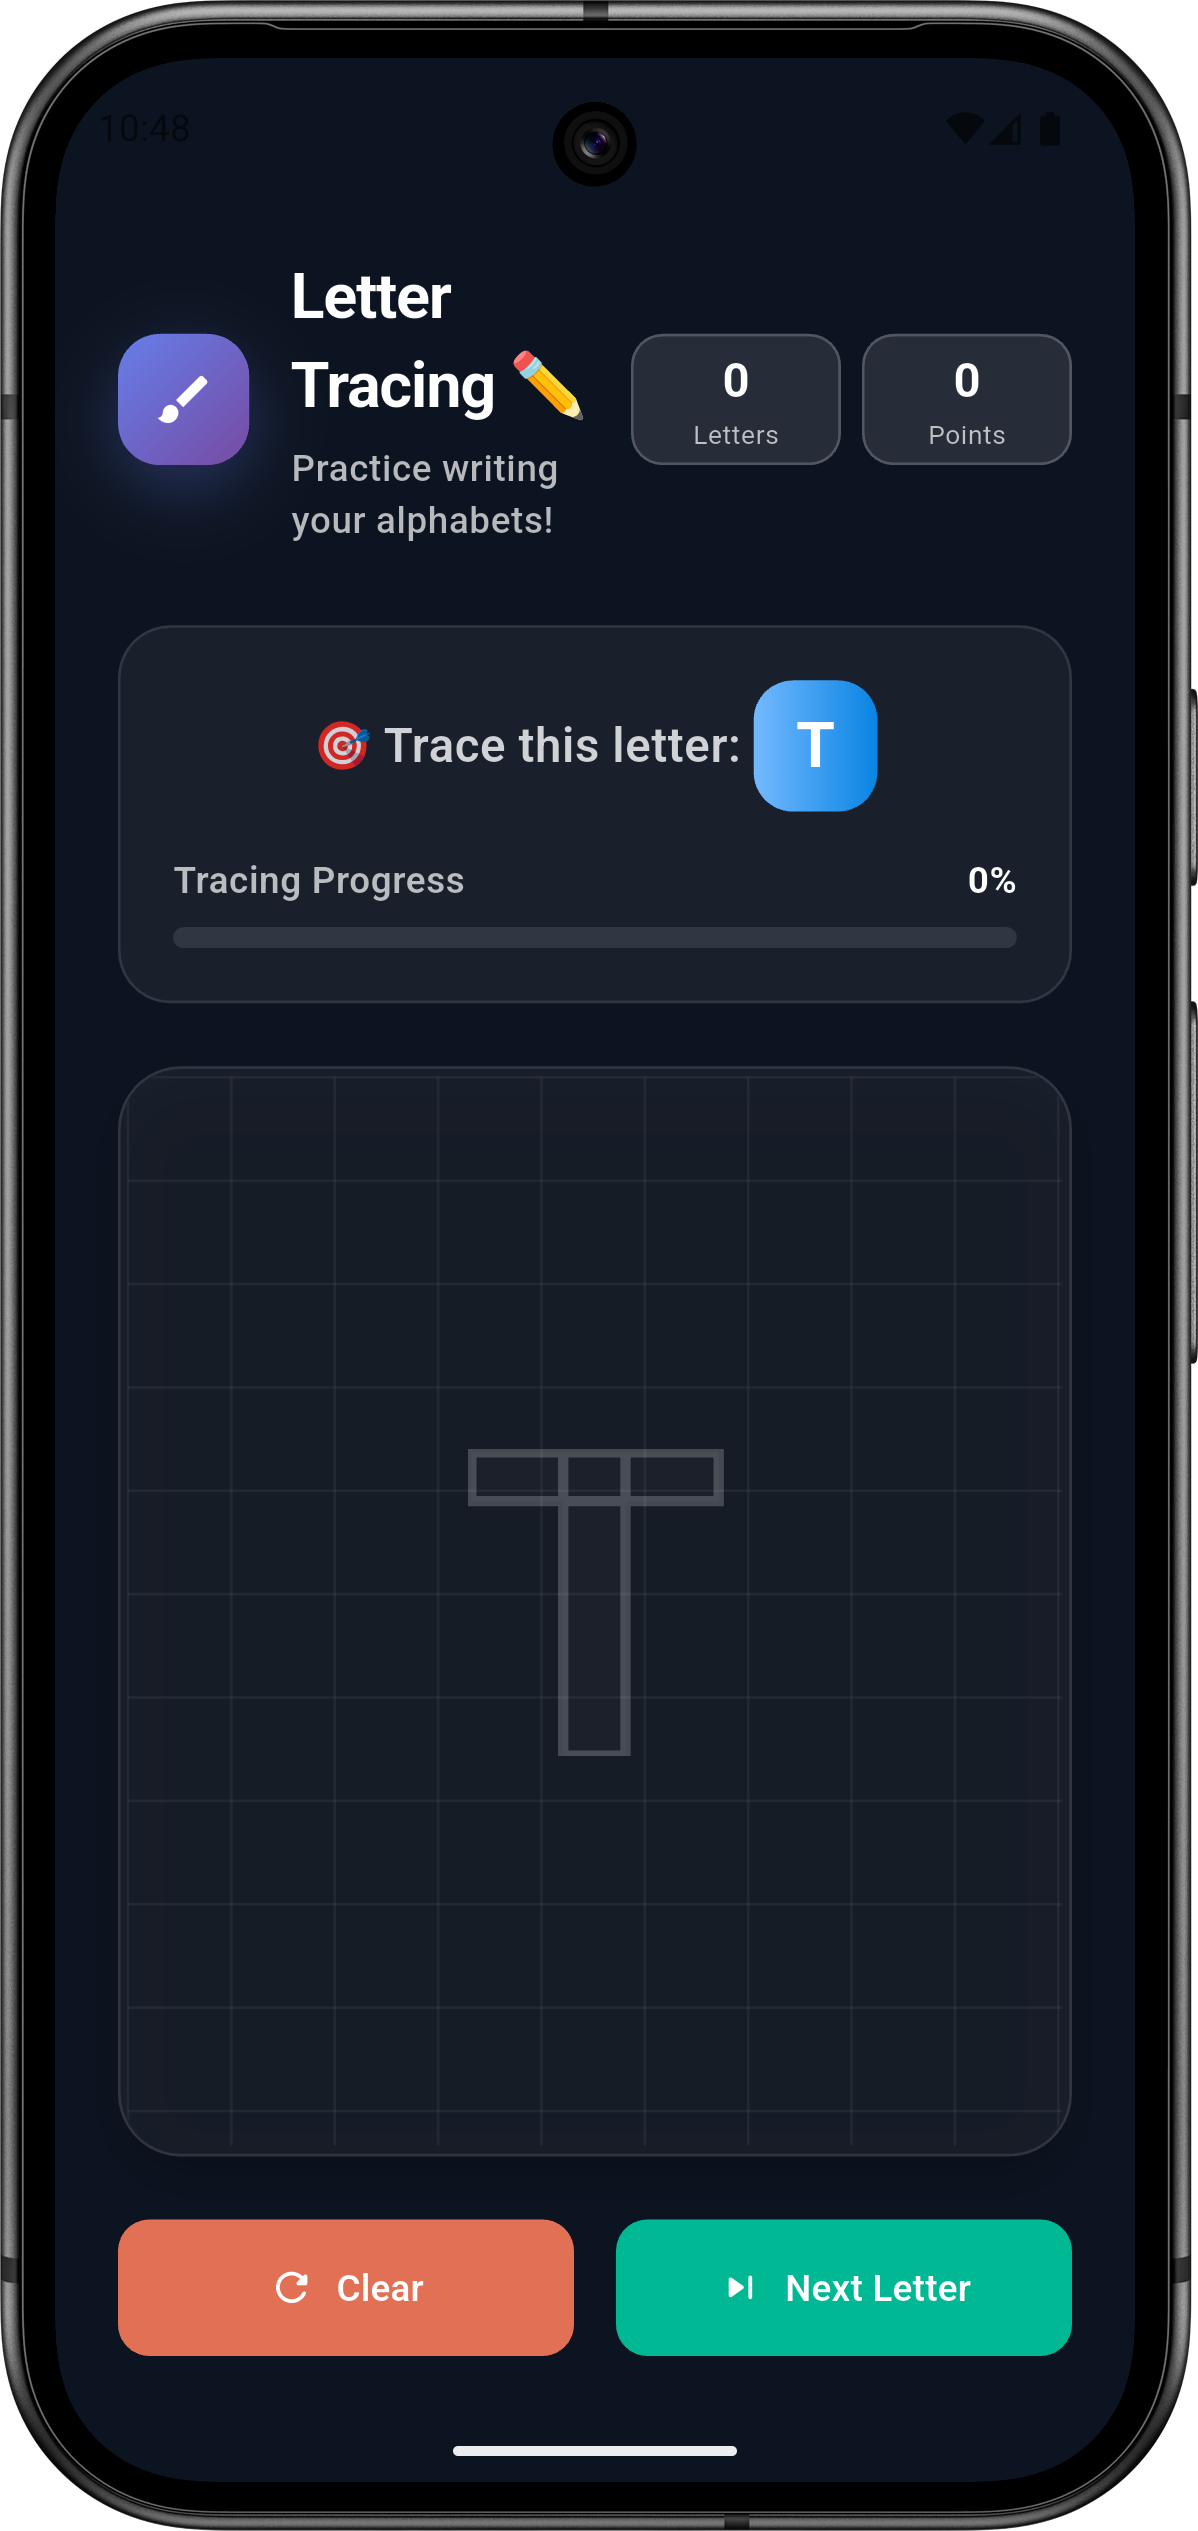 10:48
Letter
Tracing ✏️
Practice writing
your alphabets!
0
Letters
0
Points
🎯 Trace this letter: T
Tracing Progress 0%
T
Clear
Next Letter